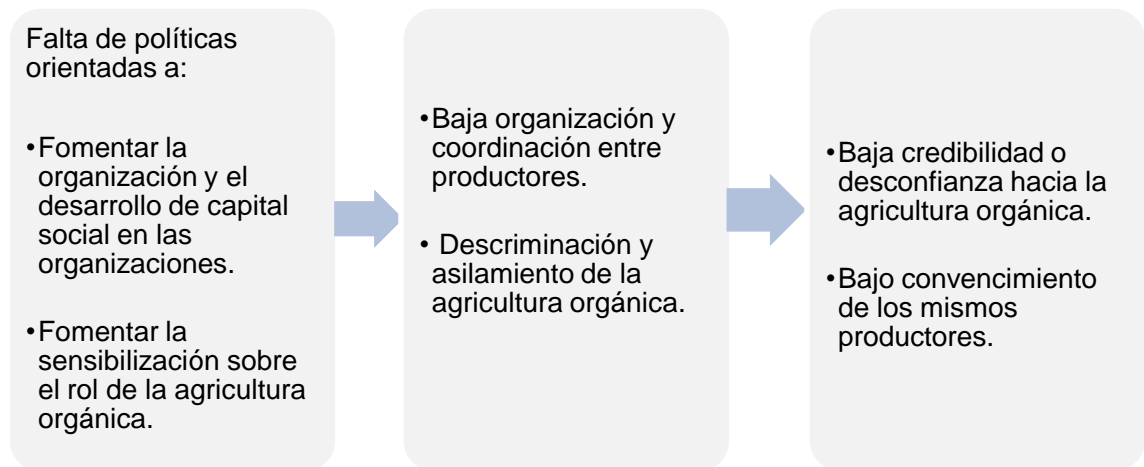 Falta de políticas
orientadas a:
•Fomentar la
organización y el
desarrollo de capital
social en las
organizaciones.
•Fomentar la
sensibilización sobre
el rol de la agricultura
orgánica.
•Baja organización y
coordinación entre
productores.
• Descriminación y
asilamiento de la
agricultura orgánica.
•Baja credibilidad o
desconfianza hacia la
agricultura orgánica.
•Bajo convencimiento
de los mismos
productores.